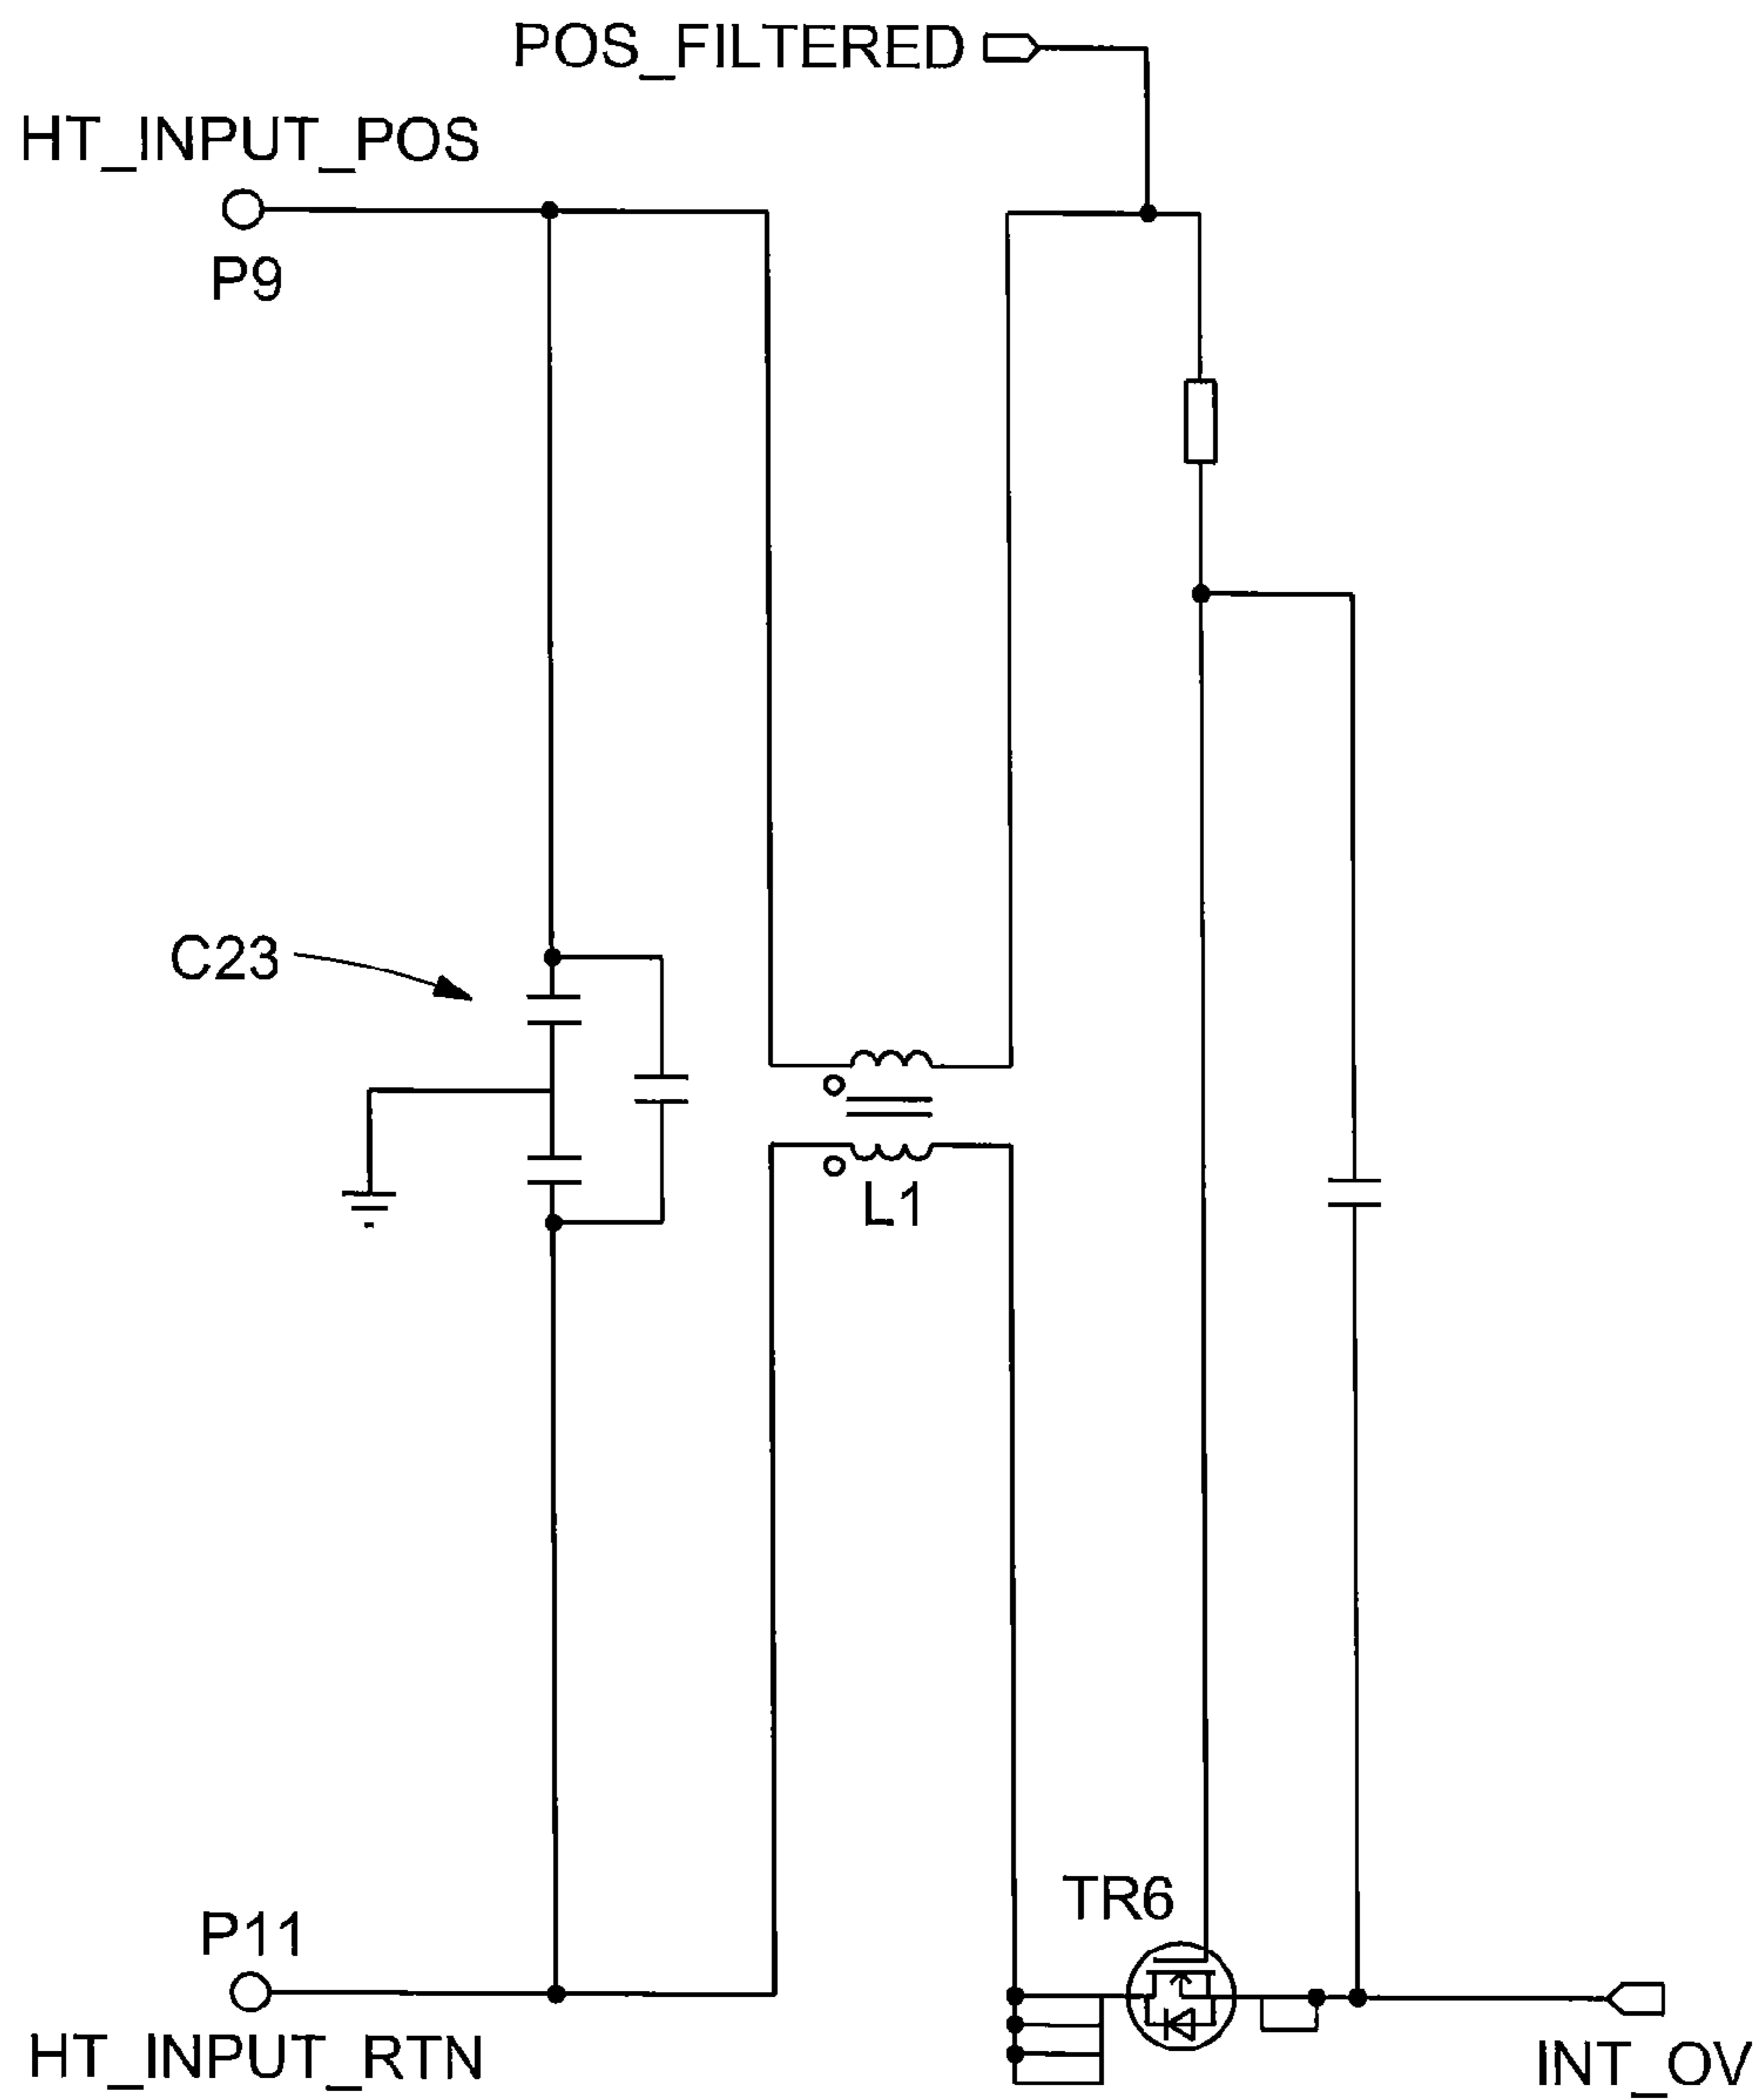 POS_FILTERED
HT_INPUT_POS
P9
C23
L1
TR6
P11
HT_INPUT_RTN
INT_OV